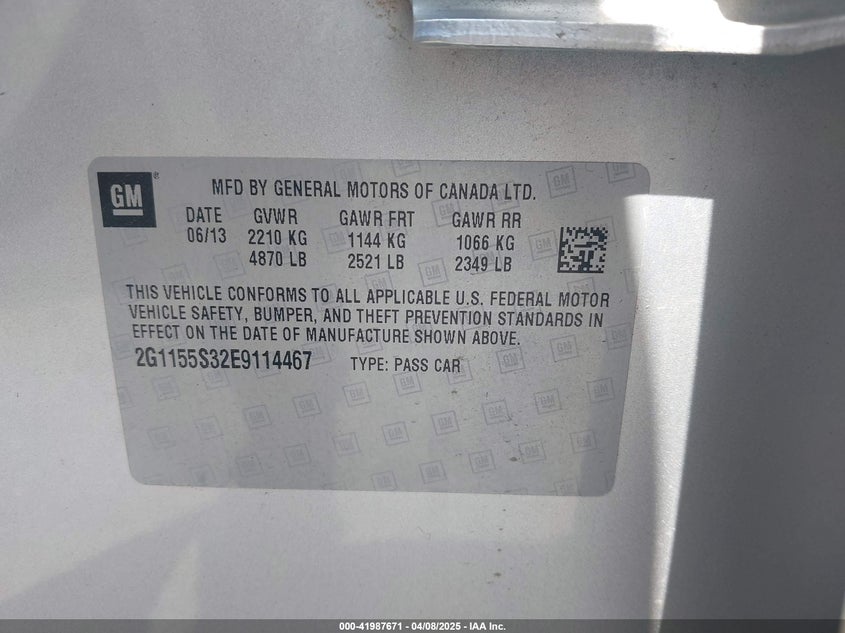 GM ®
MFD BY GENERAL MOTORS OF CANADA LTD.
DATE GVWR GAWR FRT GAWR RR
06/13 2210 KG 1144 KG 1066 KG
4870 LB 2521 LB 2349 LB
THIS VEHICLE CONFORMS TO ALL APPLICABLE U.S. FEDERAL MOTOR
VEHICLE SAFETY, BUMPER, AND THEFT PREVENTION STANDARDS IN
EFFECT ON THE DATE OF MANUFACTURE SHOWN ABOVE.
2G1155S32E9114467 TYPE: PASS CAR
000-41987671 - 04/08/2025 - IAA Inc.